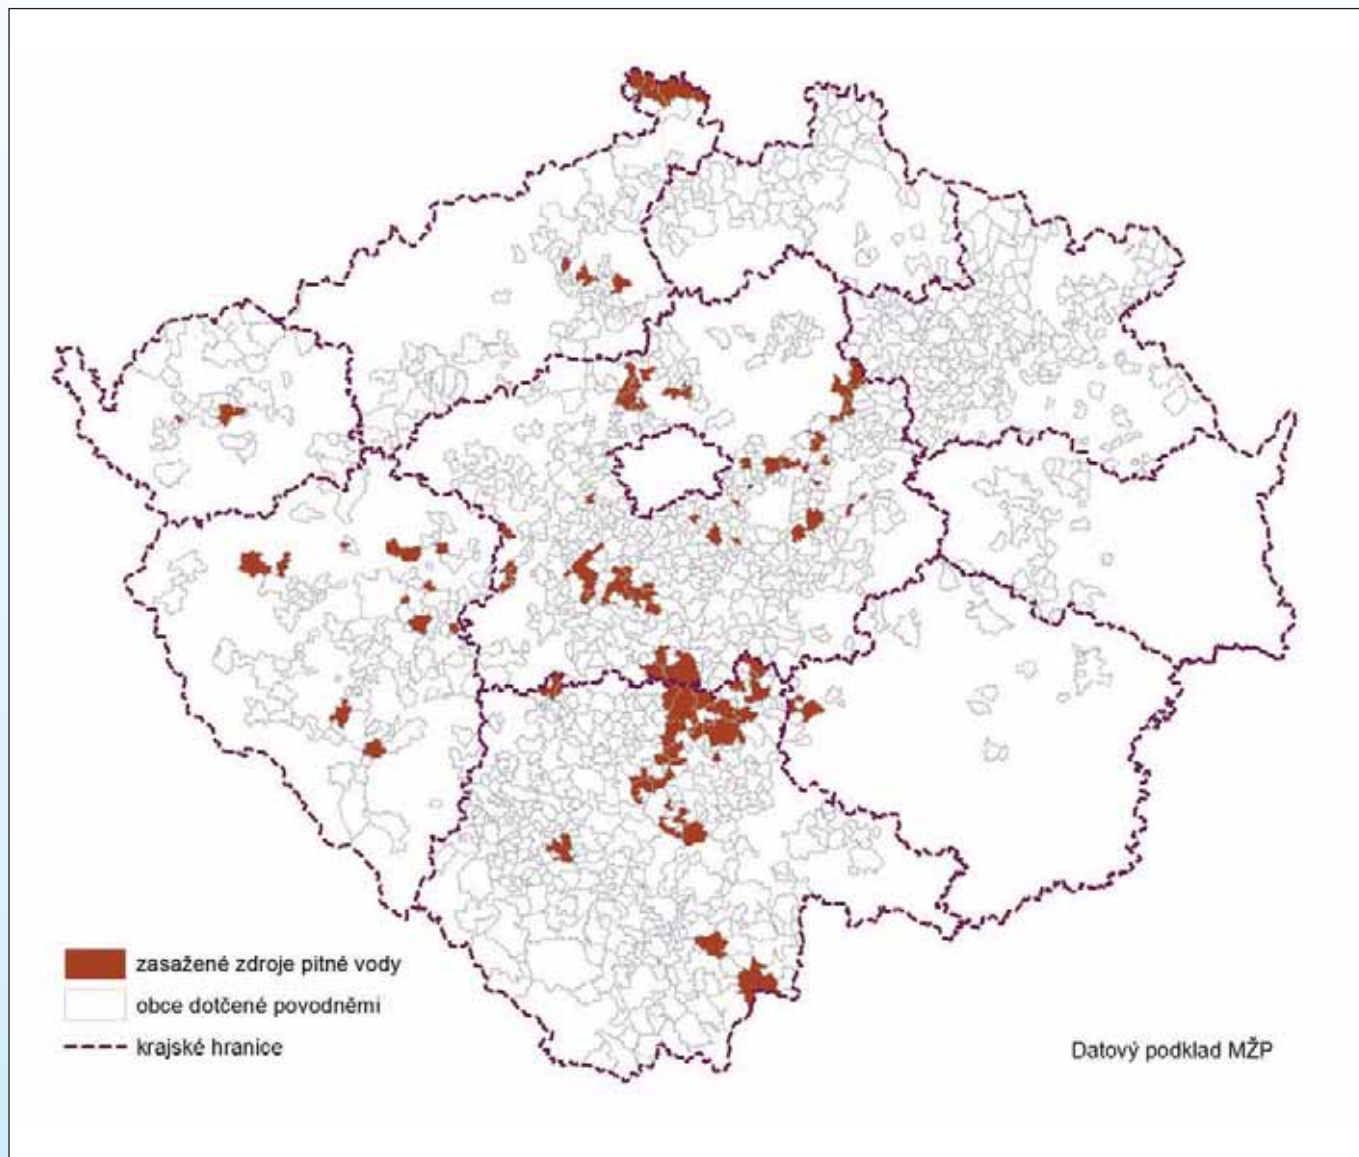 zasažené zdroje pitné vody
obce dotčené povodněmi
krajské hranice
Datový podklad MŽP